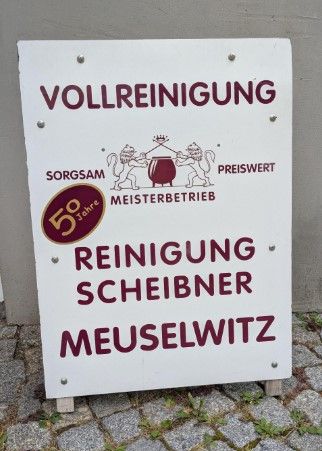 VOLLREINIGUNG
SORGSAM PREISWERT
MEISTERBETRIEB
50 Jahre
REINIGUNG
SCHEIBNER
MEUSELWITZ